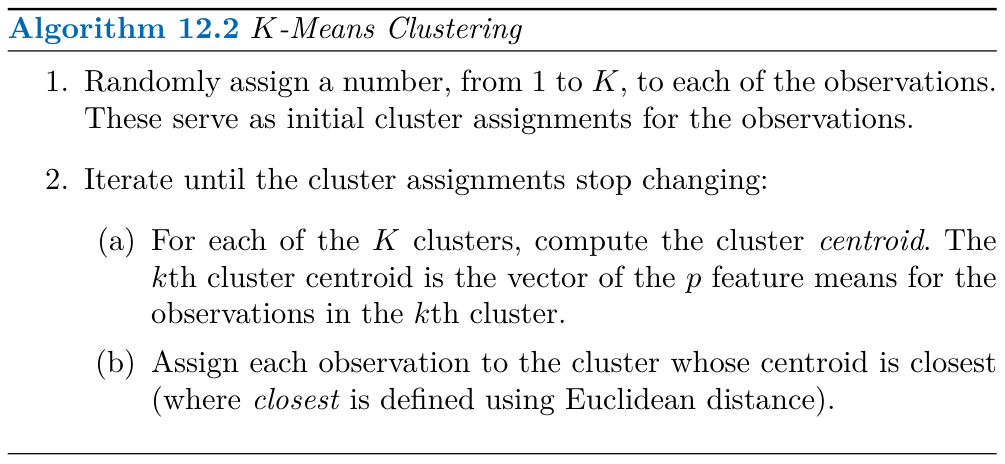 Algorithm 12.2 K-Means Clustering
1. Randomly assign a number, from 1 to K, to each of the observations.
These serve as initial cluster assignments for the observations.
2. Iterate until the cluster assignments stop changing:
(a) For each of the K clusters, compute the cluster centroid. The
kth cluster centroid is the vector of the p feature means for the
observations in the kth cluster.
(b) Assign each observation to the cluster whose centroid is closest
(where closest is defined using Euclidean distance).